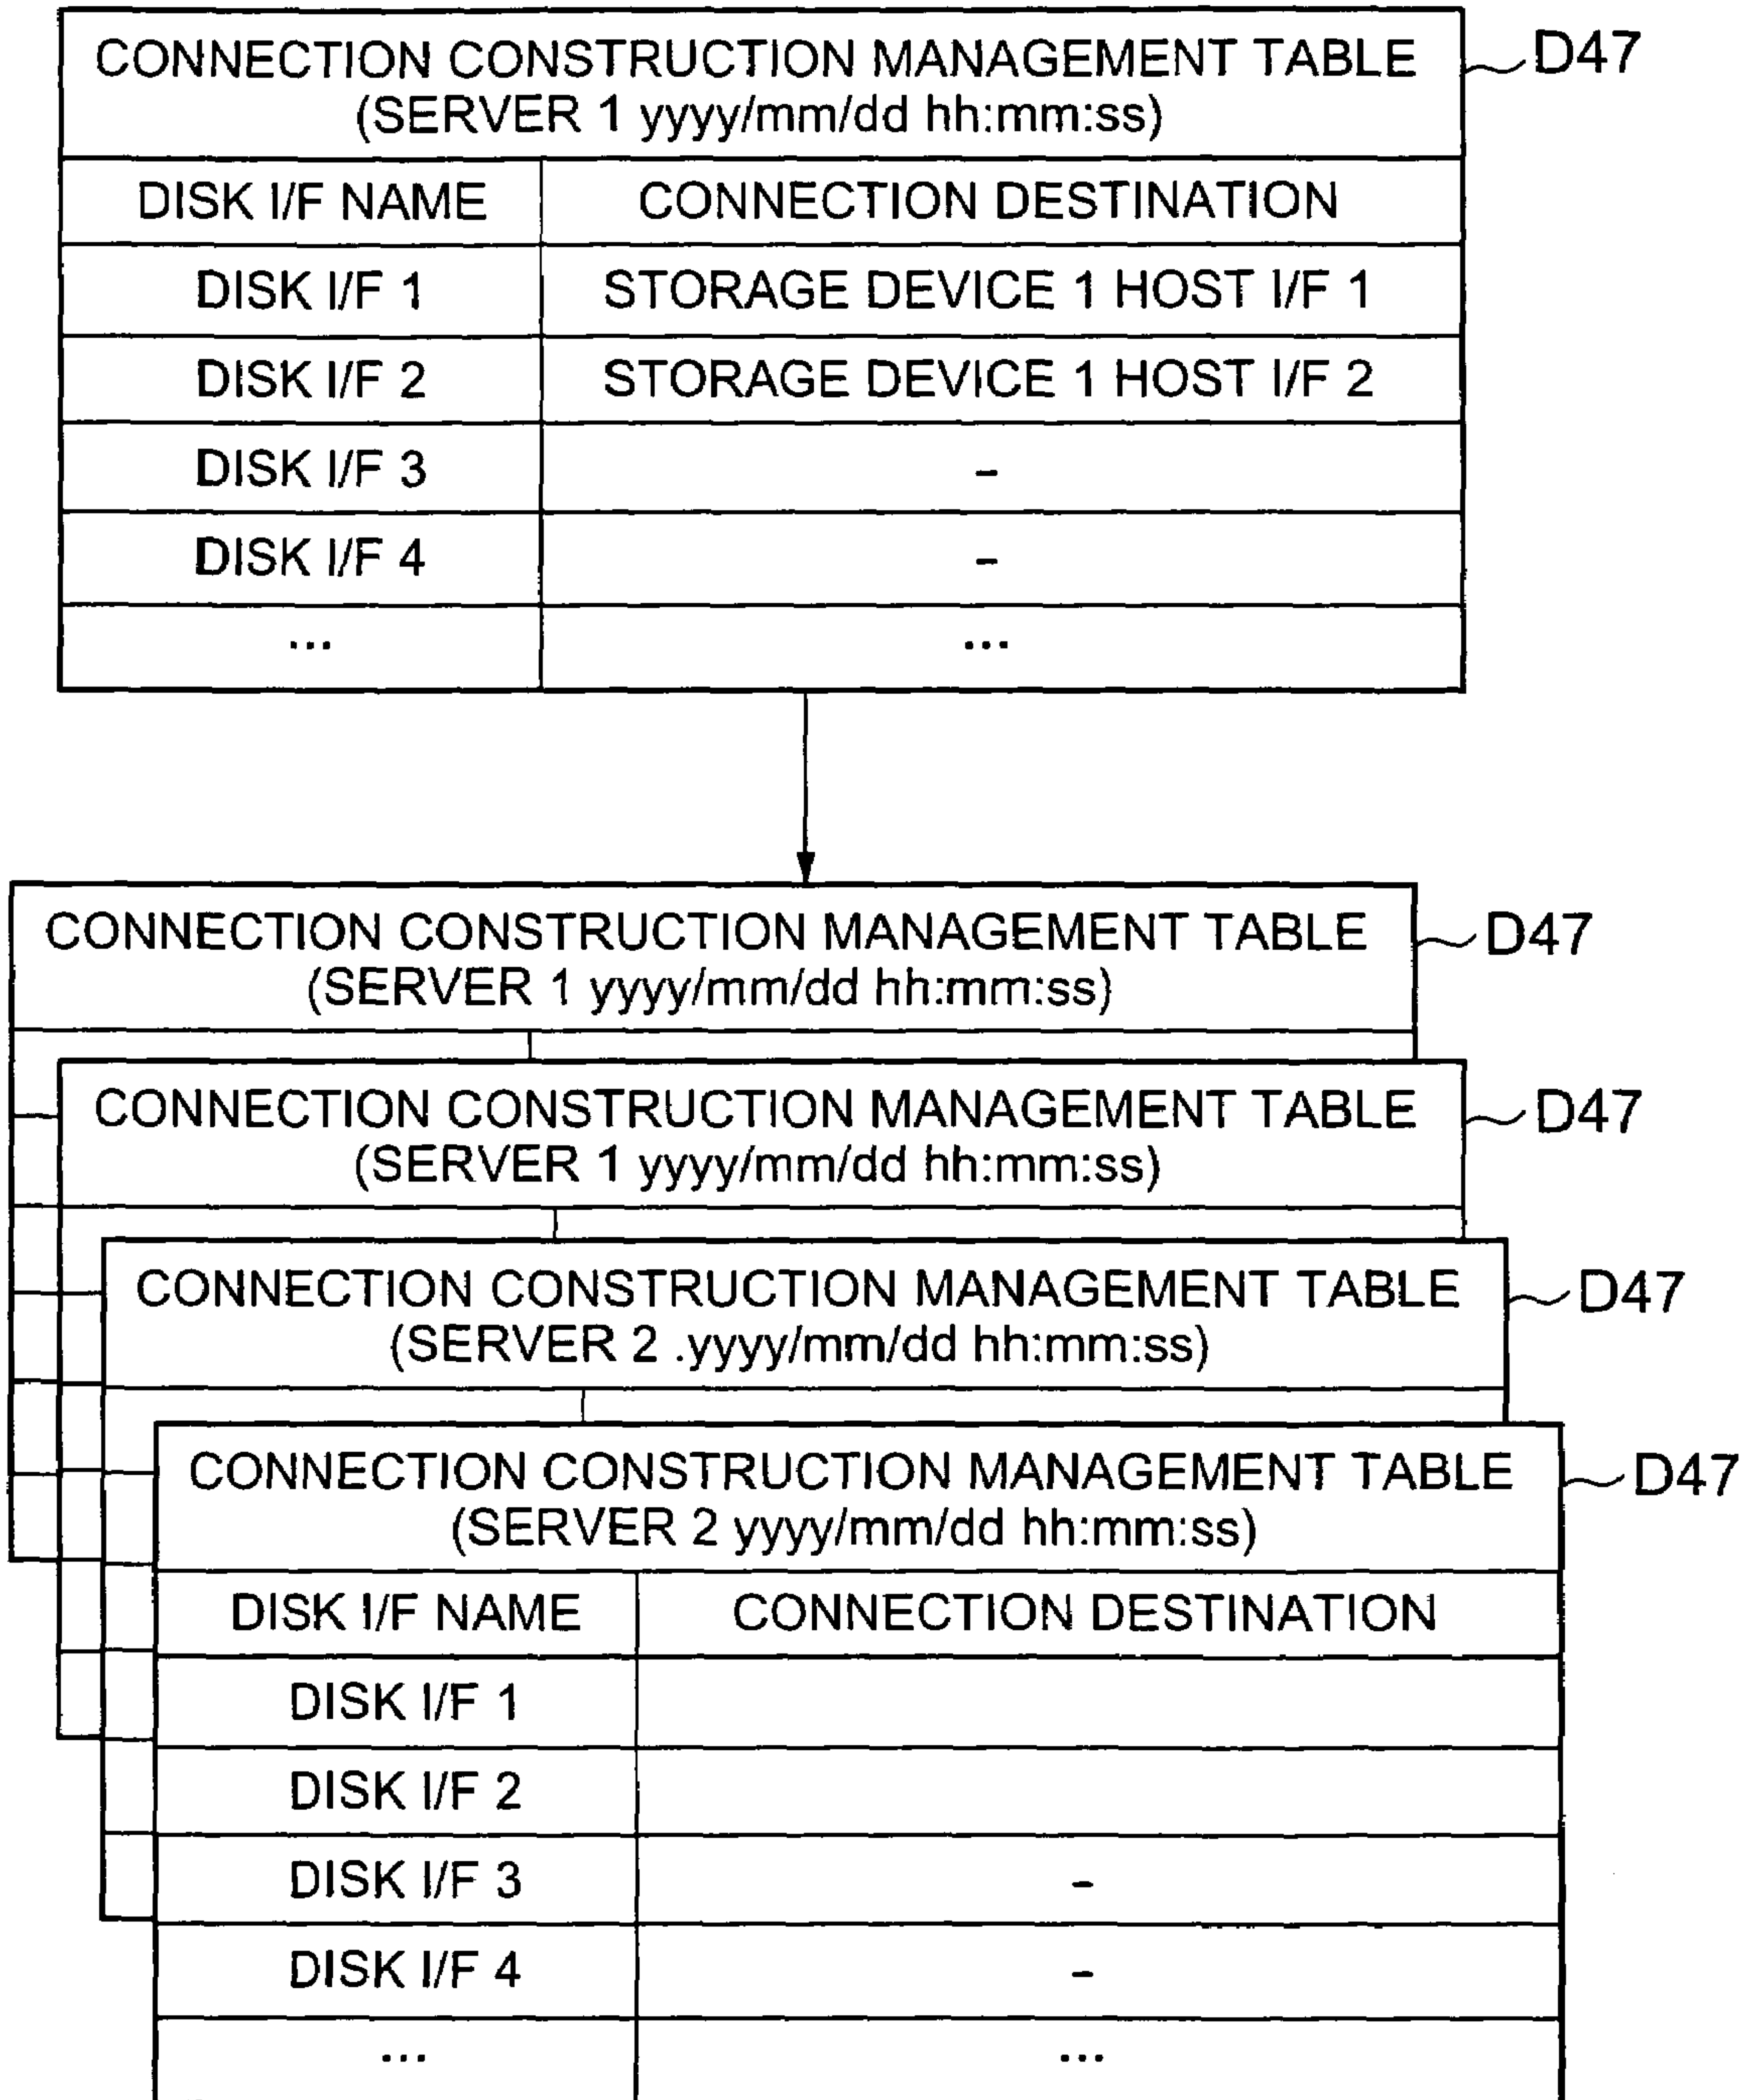 CONNECTION CONSTRUCTION MANAGEMENT TABLE D47
(SERVER 1 yyyy/mm/dd hh:mm:ss)
DISK I/F NAME CONNECTION DESTINATION
DISK I/F 1 STORAGE DEVICE 1 HOST I/F 1
DISK I/F 2 STORAGE DEVICE 1 HOST I/F 2
DISK I/F 3 -
DISK I/F 4 -
... ...
CONNECTION CONSTRUCTION MANAGEMENT TABLE D47
(SERVER 1 yyyy/mm/dd hh:mm:ss)
CONNECTION CONSTRUCTION MANAGEMENT TABLE D47
(SERVER 1 yyyy/mm/dd hh:mm:ss)
CONNECTION CONSTRUCTION MANAGEMENT TABLE D47
(SERVER 2 .yyyy/mm/dd hh:mm:ss)
CONNECTION CONSTRUCTION MANAGEMENT TABLE D47
(SERVER 2 yyyy/mm/dd hh:mm:ss)
DISK I/F NAME CONNECTION DESTINATION
DISK I/F 1
DISK I/F 2
DISK I/F 3 -
DISK I/F 4 -
... ...